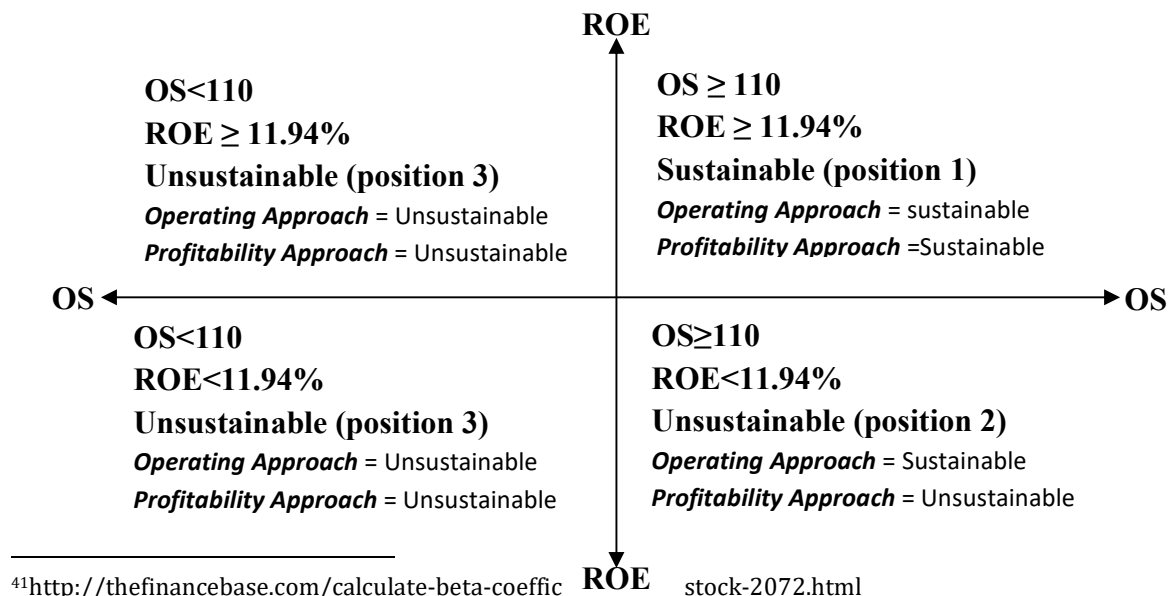 ROE
OS<110
ROE ≥ 11.94%
Unsustainable (position 3)
Operating Approach = Unsustainable
Profitability Approach = Unsustainable
OS ≥ 110
ROE ≥ 11.94%
Sustainable (position 1)
Operating Approach = sustainable
Profitability Approach =Sustainable
OS
OS
OS<110
ROE<11.94%
Unsustainable (position 3)
Operating Approach = Unsustainable
Profitability Approach = Unsustainable
OS≥110
ROE<11.94%
Unsustainable (position 2)
Operating Approach = Sustainable
Profitability Approach = Unsustainable
ROE
41http://thefinancebase.com/calculate-beta-coeffic stock-2072.html